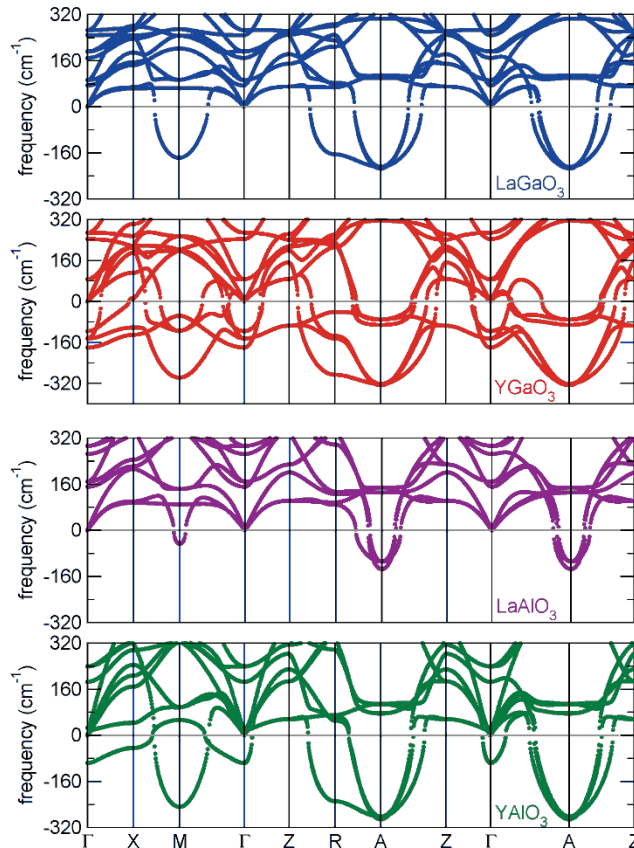 320
160
0
-160
-320
frequency (cm⁻¹)
LaGaO₃
320
160
0
-160
-320
frequency (cm⁻¹)
YGaO₃
320
160
0
-160
-320
frequency (cm⁻¹)
LaAlO₃
320
160
0
-160
-320
frequency (cm⁻¹)
YAlO₃
Γ X M Γ Z R A Z Γ A Z